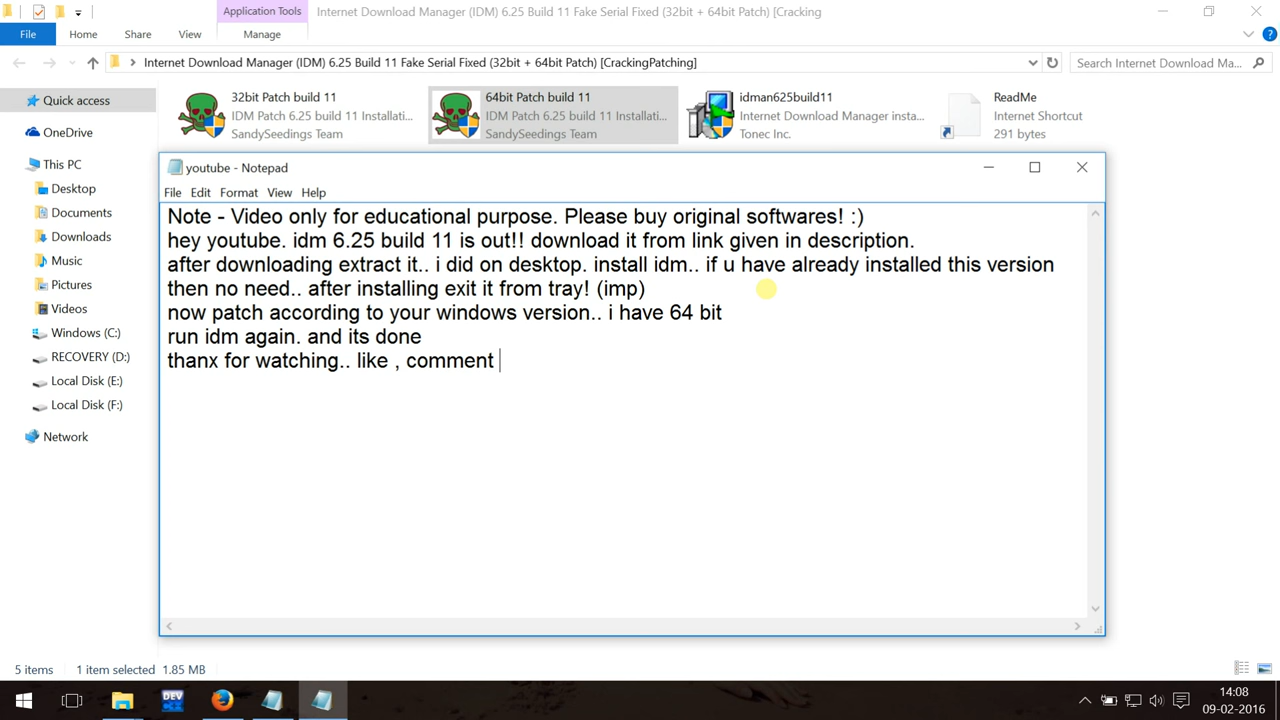 Application Tools
Internet Download Manager (IDM) 6.25 Build 11 Fake Serial Fixed (32bit + 64bit Patch) [Cracking
File
Home
Share
View
Manage
Internet Download Manager (IDM) 6.25 Build 11 Fake Serial Fixed (32bit + 64bit Patch) [CrackingPatching]
Search Internet Download Ma...
Quick access
OneDrive
This PC
Desktop
Documents
Downloads
Music
Pictures
Videos
Windows (C:)
RECOVERY (D:)
Local Disk (E:)
Local Disk (F:)
Network
32bit Patch build 11
IDM Patch build 11 Installati...
SandySeedings Team
64bit Patch build 11
IDM Patch build 11 Installati...
SandySeedings Team
idman625build11
Internet Download Manager insta...
Tonec Inc.
ReadMe
Internet Shortcut
291 bytes
youtube - Notepad
File Edit Format View Help
Note - Video only for educational purpose. Please buy original softwares! :)
hey youtube. idm 6.25 build 11 is out!! download it from link given in description.
after downloading extract it.. i did on desktop. install idm.. if u have already installed this version
then no need.. after installing exit it from tray! (imp)
now patch according to your windows version.. i have 64 bit
run idm again. and its done
thanx for watching.. like , comment
5 items
1 item selected 1.85 MB
DEV
14:08
09-02-2016